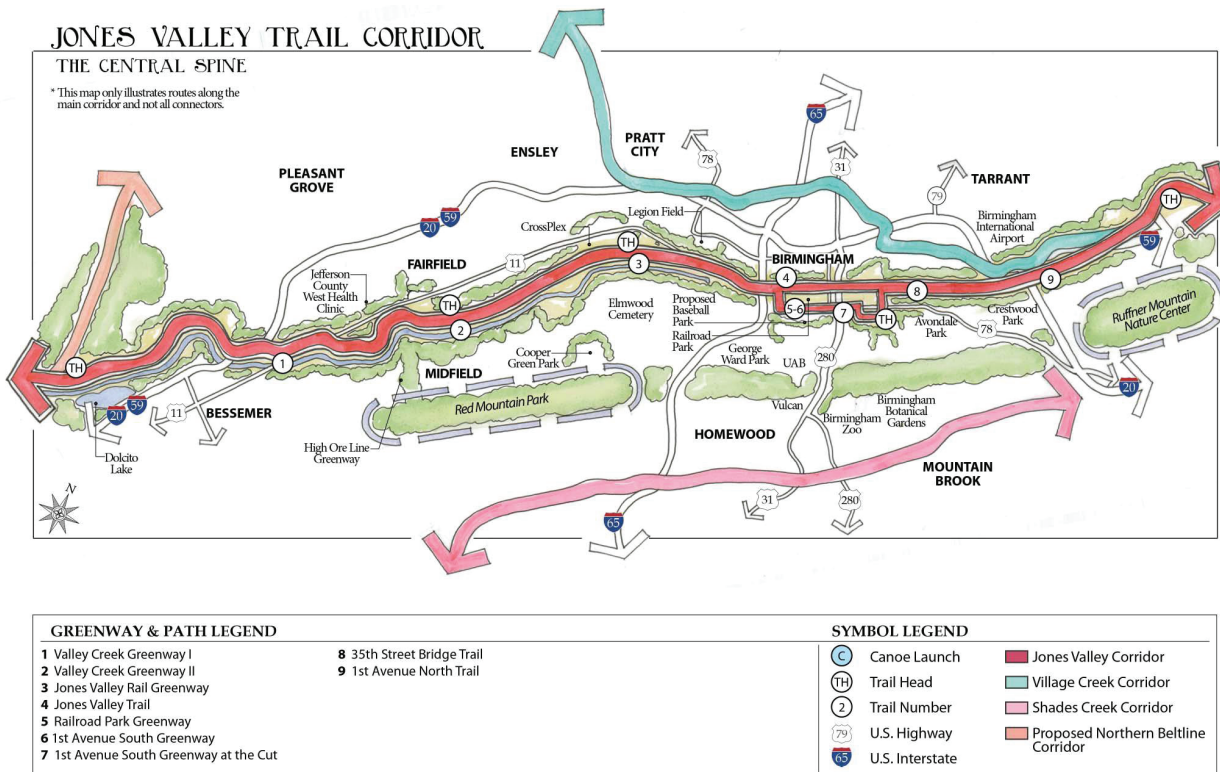 JONES VALLEY TRAIL CORRIDOR
THE CENTRAL SPINE
* This map only illustrates routes along the
main corridor and not all connectors.
65
PRATT
CITY
ENSLEY
78
31
PLEASANT
GROVE
79
TARRANT
TH
59
20
Legion Field
Birmingham
International
Airport
CrossPlex
TH
59
11
3
BIRMINGHAM
FAIRFIELD
Jefferson
County
West Health
Clinic
4
9
8
TH
Elmwood
Cemetery
Proposed
Baseball
Park
Railroad
Park
5-6
7
TH
Crestwood
Park
Avondale
Park
78
Ruffner Mountain
Nature Center
2
George
Ward Park
280
UAB
Cooper
Green Park
TH
1
MIDFIELD
20
59
11
BESSEMER
Red Mountain Park
Vulcan
Birmingham
Zoo
Birmingham
Botanical
Gardens
20
HOMEWOOD
High Ore Line
Greenway
Dolcito
Lake
MOUNTAIN
BROOK
N
31
280
65
GREENWAY & PATH LEGEND
1 Valley Creek Greenway I
2 Valley Creek Greenway II
3 Jones Valley Rail Greenway
4 Jones Valley Trail
5 Railroad Park Greenway
6 1st Avenue South Greenway
7 1st Avenue South Greenway at the Cut
8 35th Street Bridge Trail
9 1st Avenue North Trail
SYMBOL LEGEND
C Canoe Launch
TH Trail Head
2 Trail Number
79 U.S. Highway
65 U.S. Interstate
Jones Valley Corridor
Village Creek Corridor
Shades Creek Corridor
Proposed Northern Beltline
Corridor